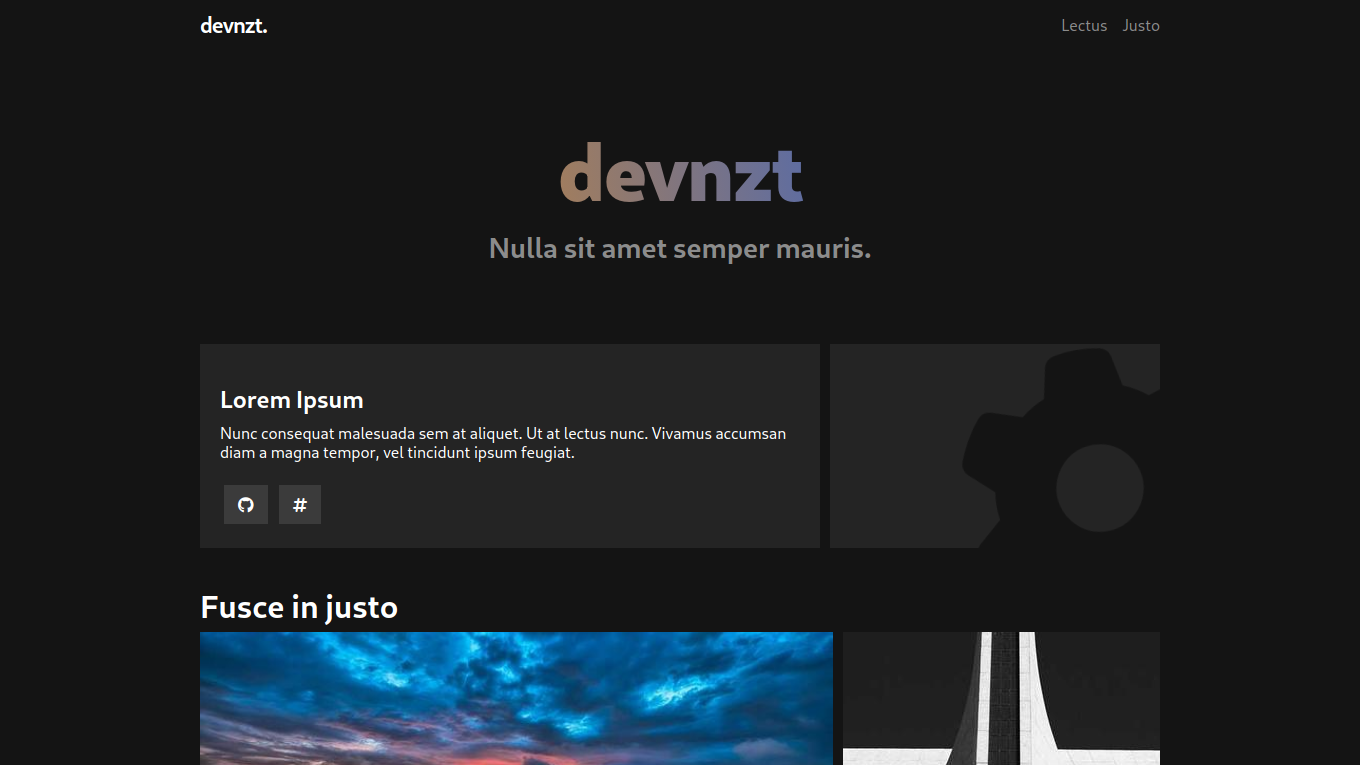 devnzt.
Lectus Justo
devnzt
Nulla sit amet semper mauris.
Lorem Ipsum
Nunc consequat malesuada sem at aliquet. Ut at lectus nunc. Vivamus accumsan
diam a magna tempor, vel tincidunt ipsum feugiat.
#
Fusce in justo